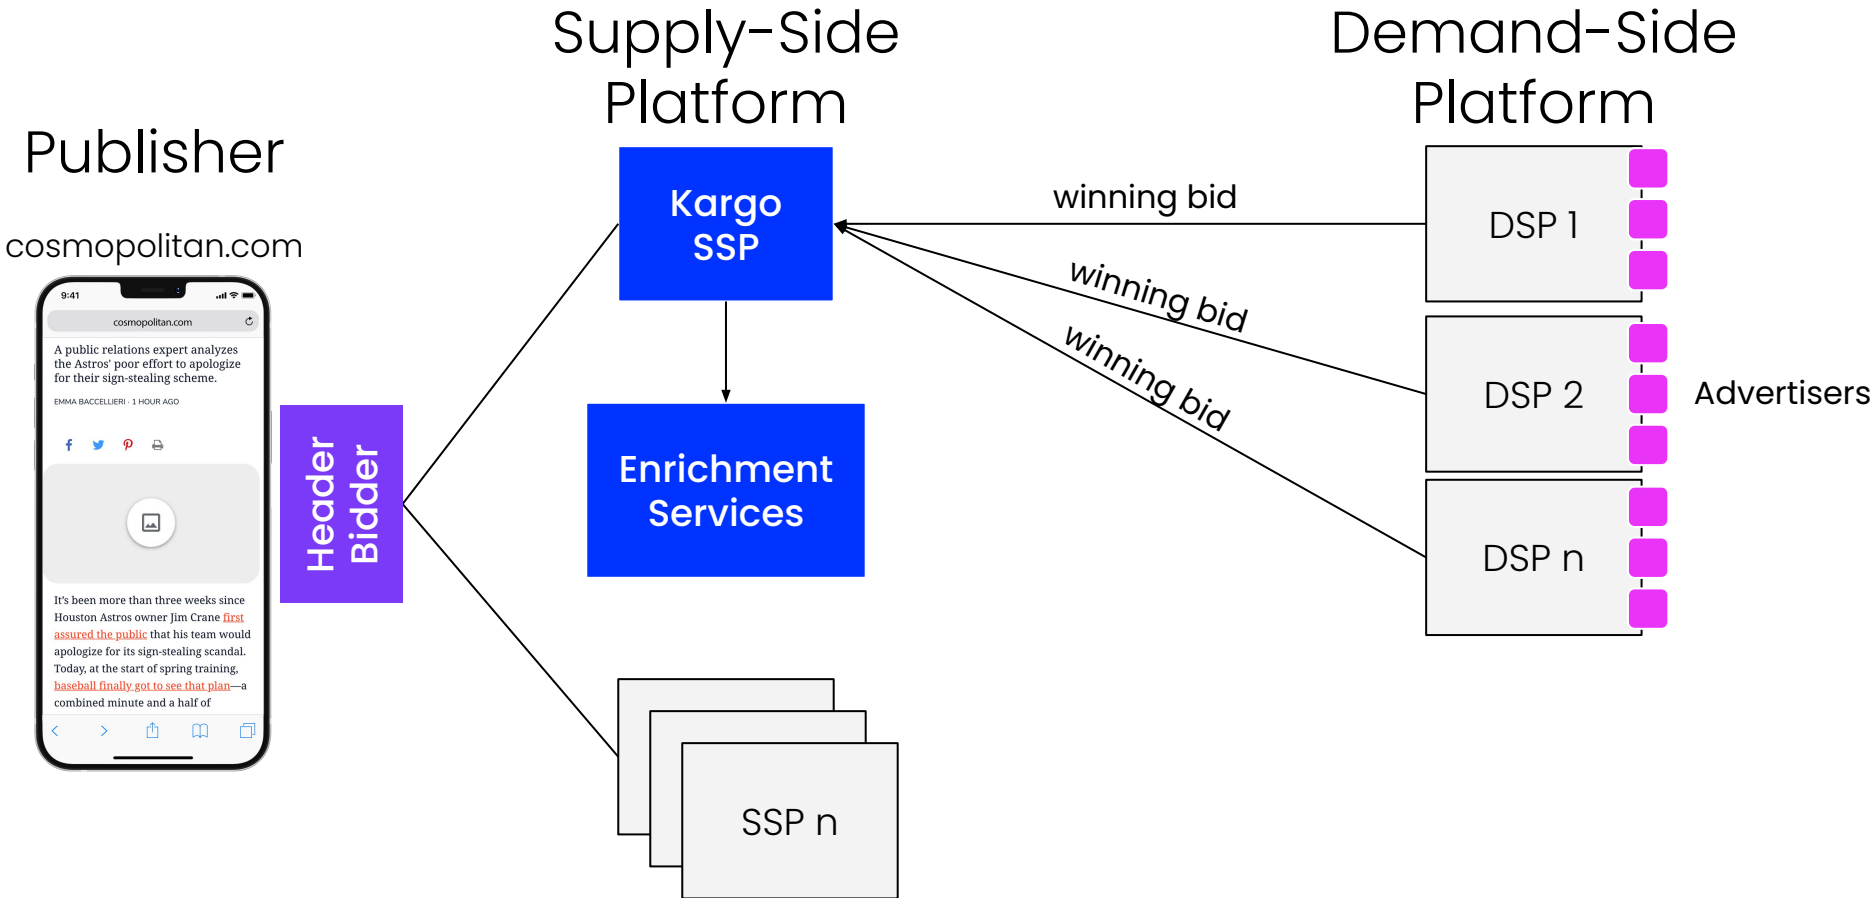 Supply-Side
Platform
Demand-Side
Platform
Publisher
cosmopolitan.com
9:41
cosmopolitan.com
A public relations expert analyzes
the Astros' poor effort to apologize
for their sign-stealing scheme.
EMMA BACCELLIERI · 1 HOUR AGO
It's been more than three weeks since
Houston Astros owner Jim Crane first
assured the public that his team would
apologize for its sign-stealing scandal.
Today, at the start of spring training,
baseball finally got to see that plan—a
combined minute and a half of
Header
Bidder
Kargo
SSP
Enrichment
Services
SSP n
winning bid
winning bid
winning bid
DSP 1
DSP 2
DSP n
Advertisers